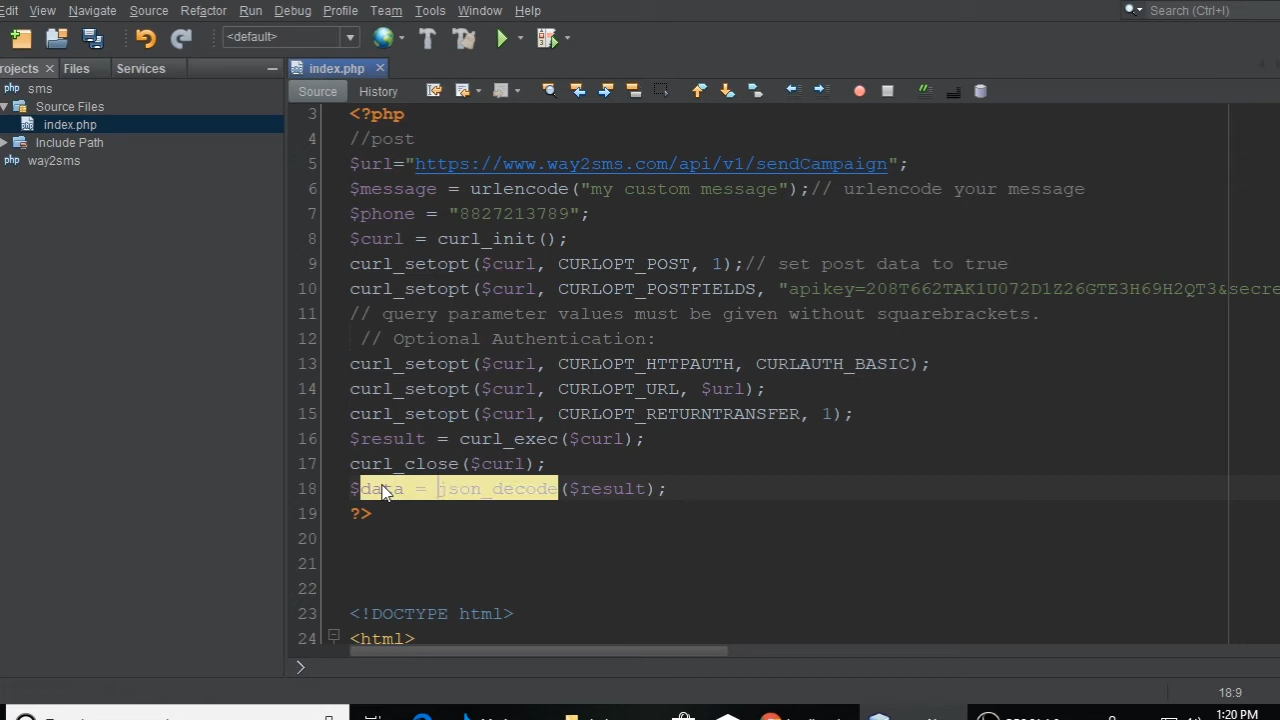 Edit View Navigate Source Refactor Run Debug Profile Team Tools Window Help Search (Ctrl+I)
<default>
rojects Files Services index.php
Source History
sms
Source Files
index.php
Include Path
way2sms
3 <?php
4 //post
5 $url="https://www.way2sms.com/api/v1/sendCampaign";
6 $message = urlencode("my custom message");// urlencode your message
7 $phone = "8827213789";
8 $curl = curl_init();
9 curl_setopt($curl, CURLOPT_POST, 1);// set post data to true
10 curl_setopt($curl, CURLOPT_POSTFIELDS, "apikey=208T662TAK1U072D1Z26GTE3H69H2QT3&secre
11 // query parameter values must be given without squarebrackets.
12 // Optional Authentication:
13 curl_setopt($curl, CURLOPT_HTTPAUTH, CURLAUTH_BASIC);
14 curl_setopt($curl, CURLOPT_URL, $url);
15 curl_setopt($curl, CURLOPT_RETURNTRANSFER, 1);
16 $result = curl_exec($curl);
17 curl_close($curl);
18 $data = json_decode($result);
19 ?>
20
21
22
23 <!DOCTYPE html>
24 <html>
18:9
1:20 PM